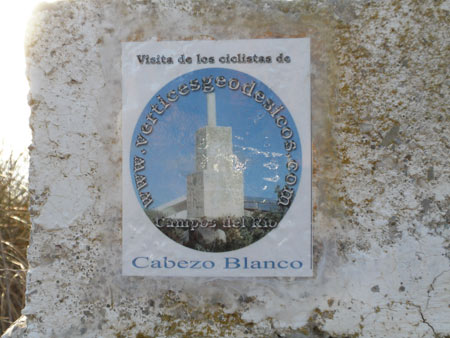 Visita de los ciclistas de
www.verticesgeodesicos.com
Campos del Río
Cabezo Blanco